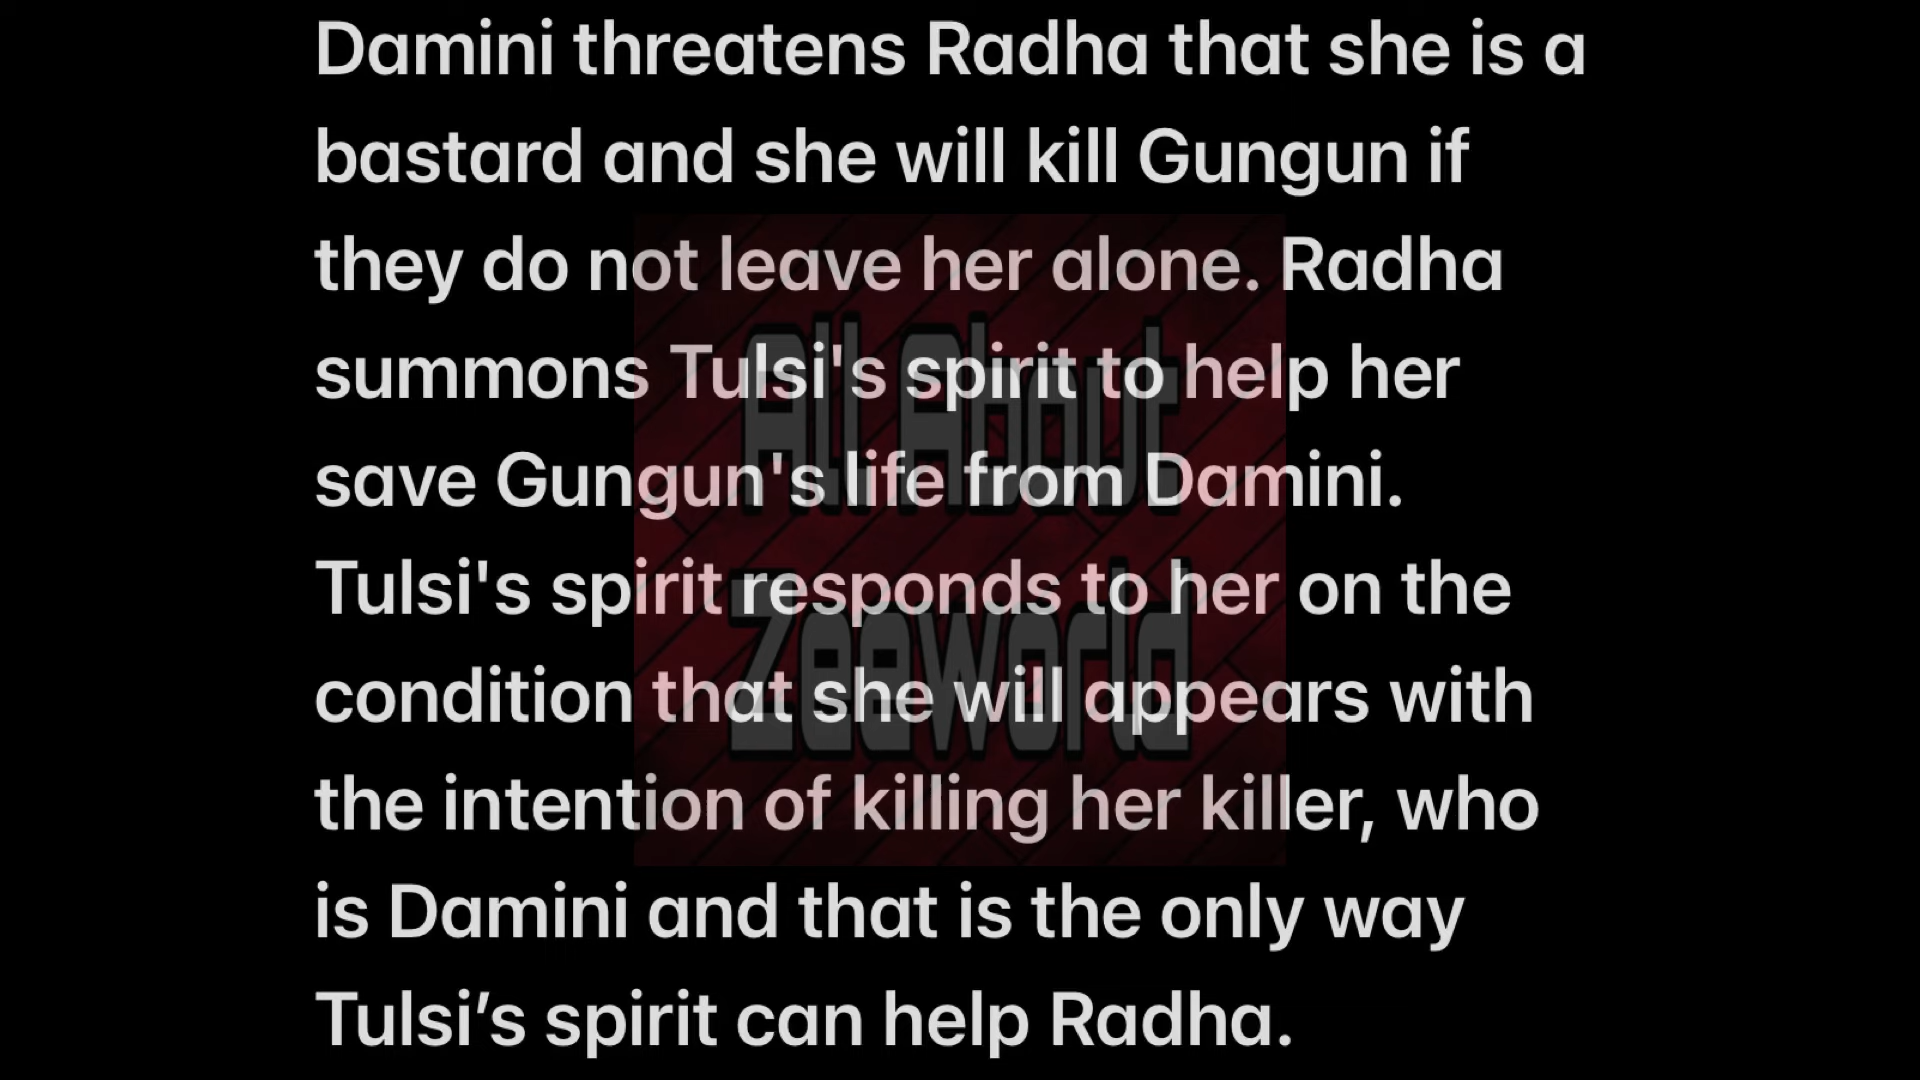 Damini threatens Radha that she is a
bastard and she will kill Gungun if
they do not leave her alone. Radha
summons Tulsi's spirit to help her
save Gungun's life from Damini.
Tulsi's spirit responds to her on the
condition that she will appears with
the intention of killing her killer, who
is Damini and that is the only way
Tulsi’s spirit can help Radha.
All About
Zeeworld